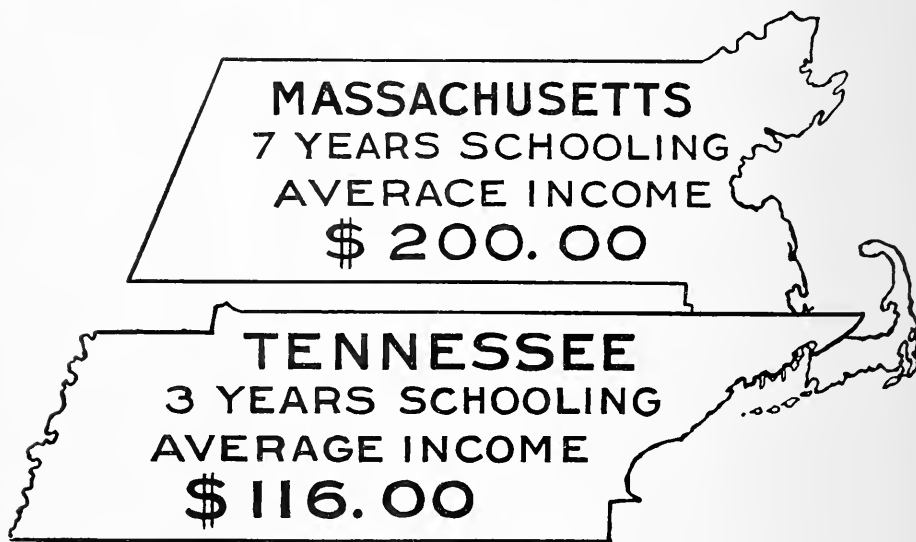 MASSACHUSETTS
7 YEARS SCHOOLING
AVERACE INCOME
$ 200.00
TENNESSEE
3 YEARS SCHOOLING
AVERAGE INCOME
$ 116.00